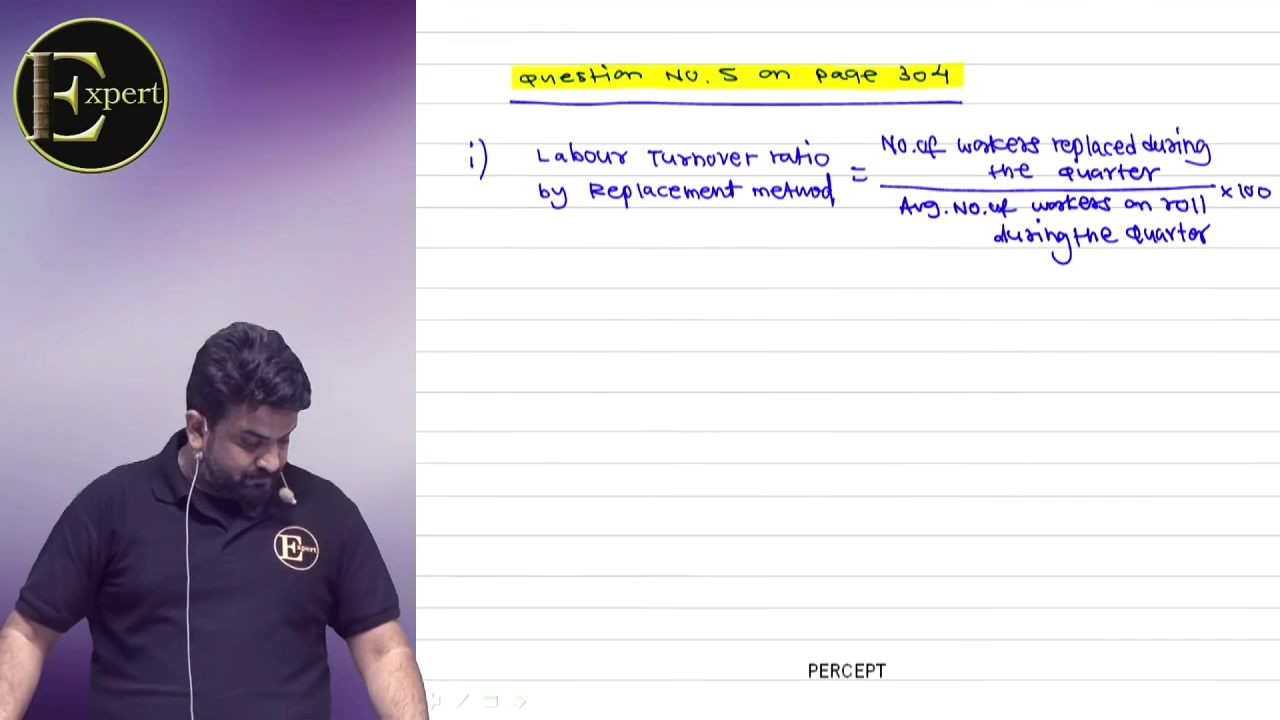 Expert
Question No. 5 on page 304
i) Labour Turnover ratio by Replacement method = No. of workers replaced during the quarter / Avg. No. of workers on roll during the quarter × 100
Expert
PERCEPT